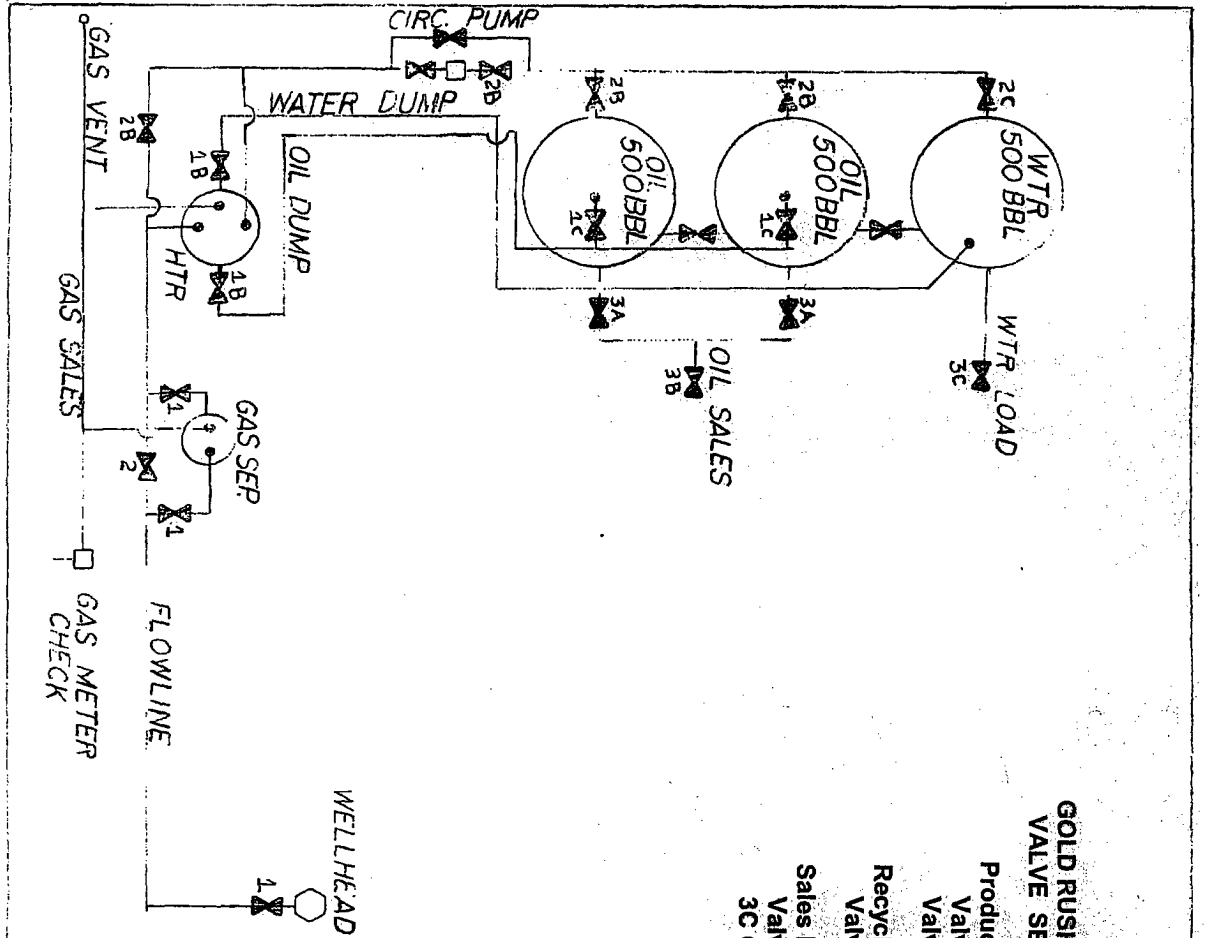 CIRC. PUMP
GAS VENT
2B
WATER DUMP
2B
2B
2B
2C
1B
OIL DUMP
OIL
500BBL
OIL
500BBL
WTR
500 BBL
1C
1C
HTR
1B
GAS SALES
3A
3A
OIL SALES
3B
WTR LOAD
3C
1
GAS SEP.
2
1
GAS METER
CHECK
FLOWLINE
WELLHEAD
1
GOLD RUS
VALVE SE
Produc
Val
Val
Recyc
Val
Sales
Val
3C